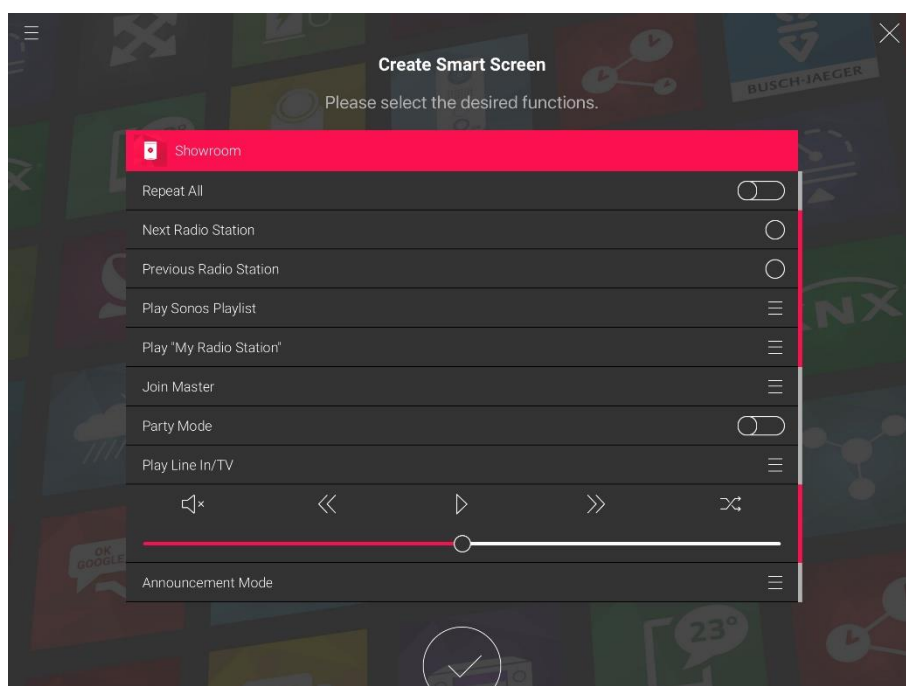 Create Smart Screen
BUSCH-JAEGER
Please select the desired functions.
Showroom
Repeat All
Next Radio Station
Previous Radio Station
Play Sonos Playlist
KNX
Play "My Radio Station"
Join Master
Party Mode
Play Line In/TV
OK
GOOGLE
Announcement Mode
23°